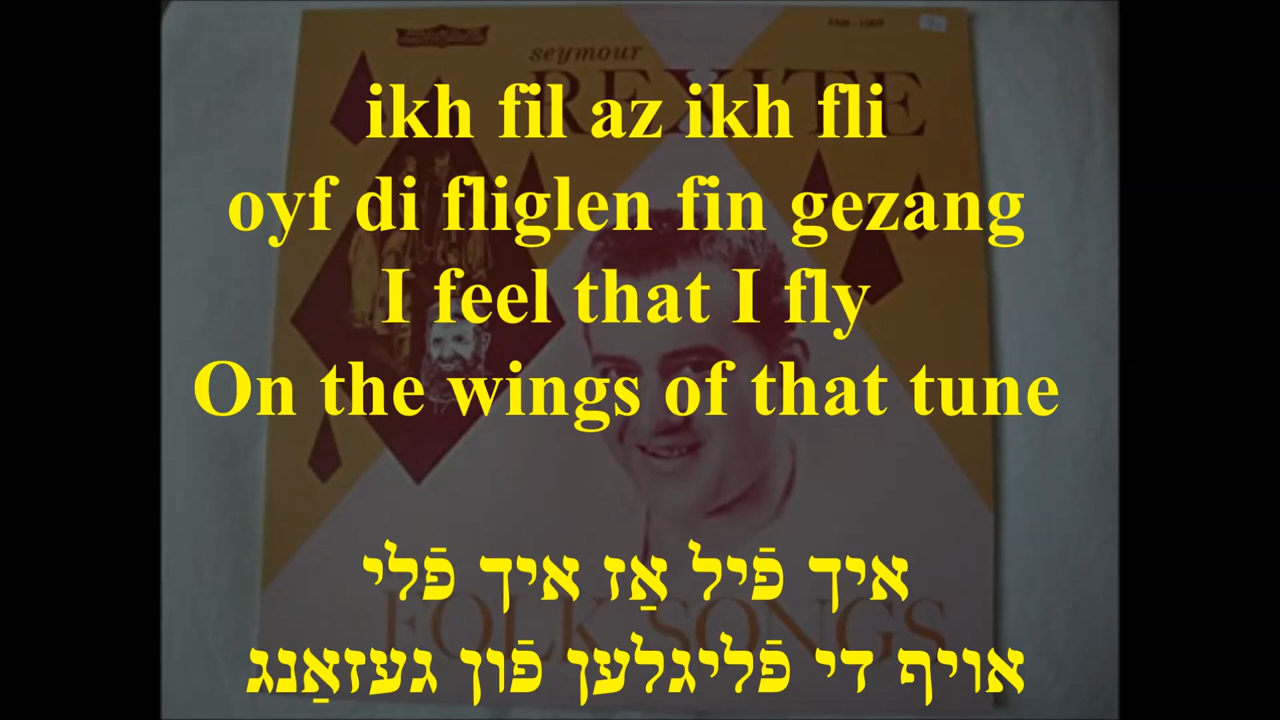 seymour
REXITE
ikh fil az ikh fli
oyf di fliglen fin gezang
I feel that I fly
On the wings of that tune
איך פֿיל אַז איך פֿלי
FOLK SONGS
אויף די פֿליגלען פֿון געזאַנג